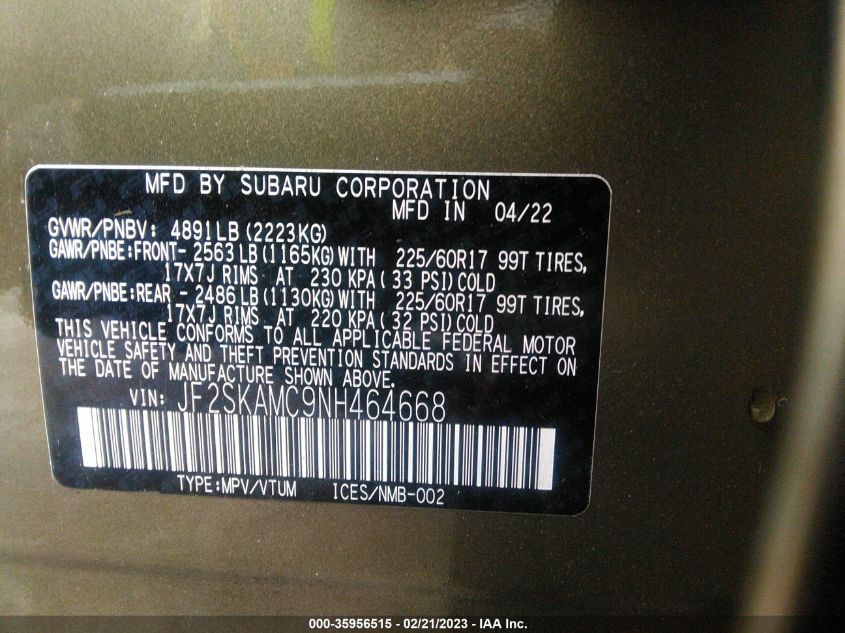 MFD BY SUBARU CORPORATION
MFD IN 04/22
GVWR/PNBV: 4891LB (2223KG)
GAWR/PNBE:FRONT- 2563LB(1165KG)WITH 225/60R17 99T TIRES,
17X7J RIMS AT 230 KPA( 33 PSI)COLD
GAWR/PNBE:REAR - 2486LB(1130KG)WITH 225/60R17 99T TIRES,
17X7J RIMS AT 220 KPA( 32 PSI)COLD
THIS VEHICLE CONFORMS TO ALL APPLICABLE FEDERAL MOTOR
VEHICLE SAFETY AND THEFT PREVENTION STANDARDS IN EFFECT ON
THE DATE OF MANUFACTURE SHOWN ABOVE.
VIN: JF2SKAMC9NH464668
TYPE:MPV/VTUM ICES/NMB-002
000-35956515 - 02/21/2023 - IAA Inc.